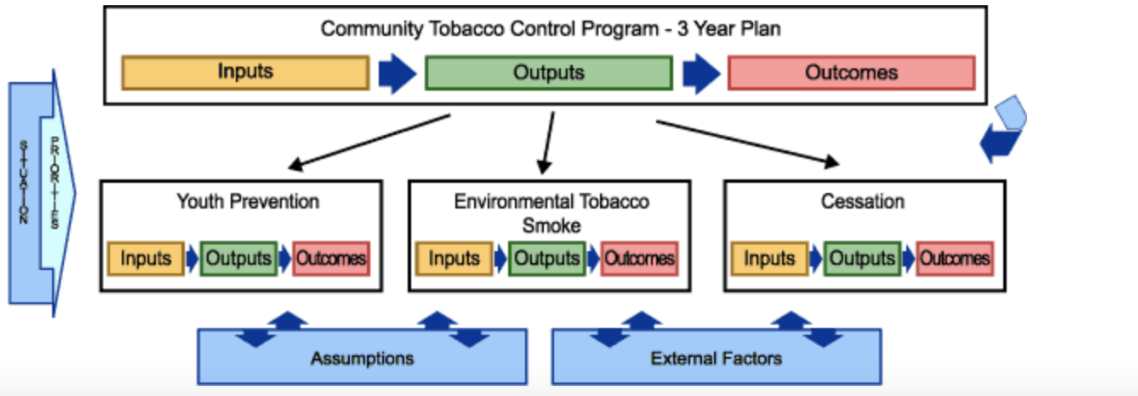 Community Tobacco Control Program - 3 Year Plan
Inputs
Outputs
Outcomes
SITUATION
PRIORITIES
Youth Prevention
Inputs
Outputs
Outcomes
Environmental Tobacco
Smoke
Inputs
Outputs
Outcomes
Cessation
Inputs
Outputs
Outcomes
Assumptions
External Factors